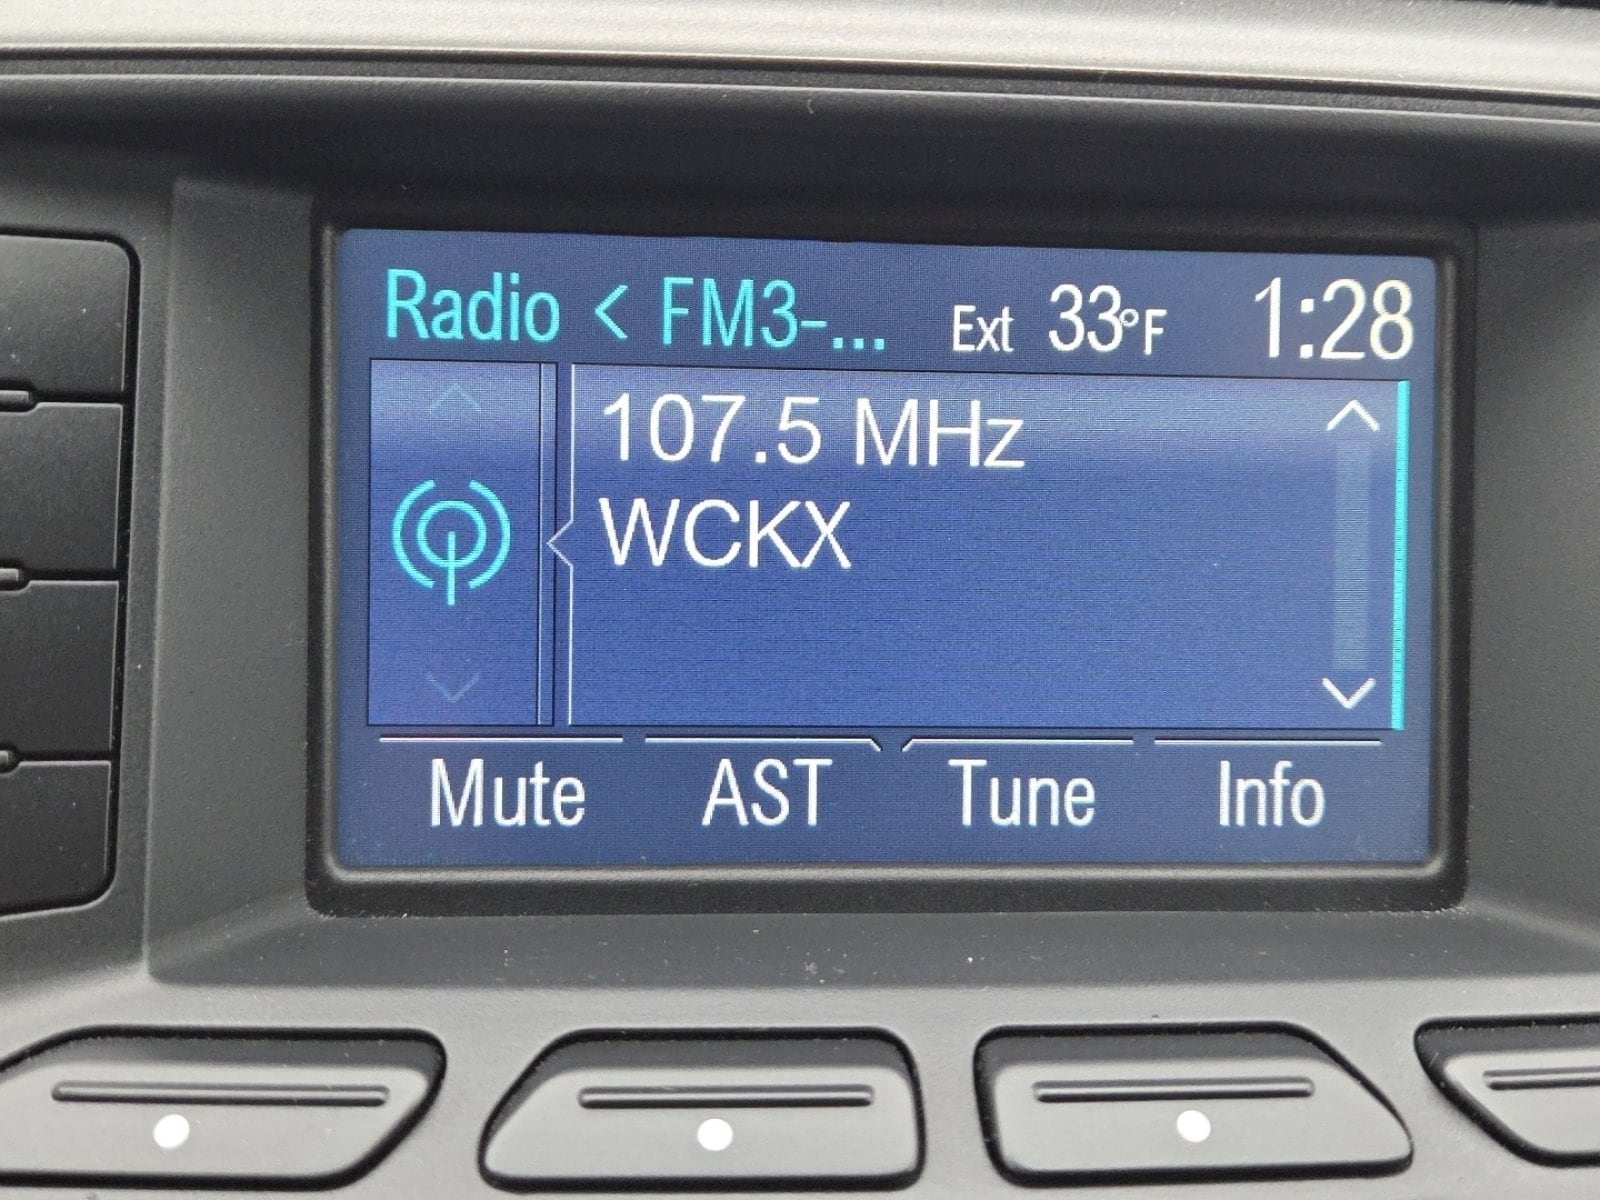 Radio < FM3-... Ext 33°F 1:28
107.5 MHz
WCKX
Mute AST Tune Info